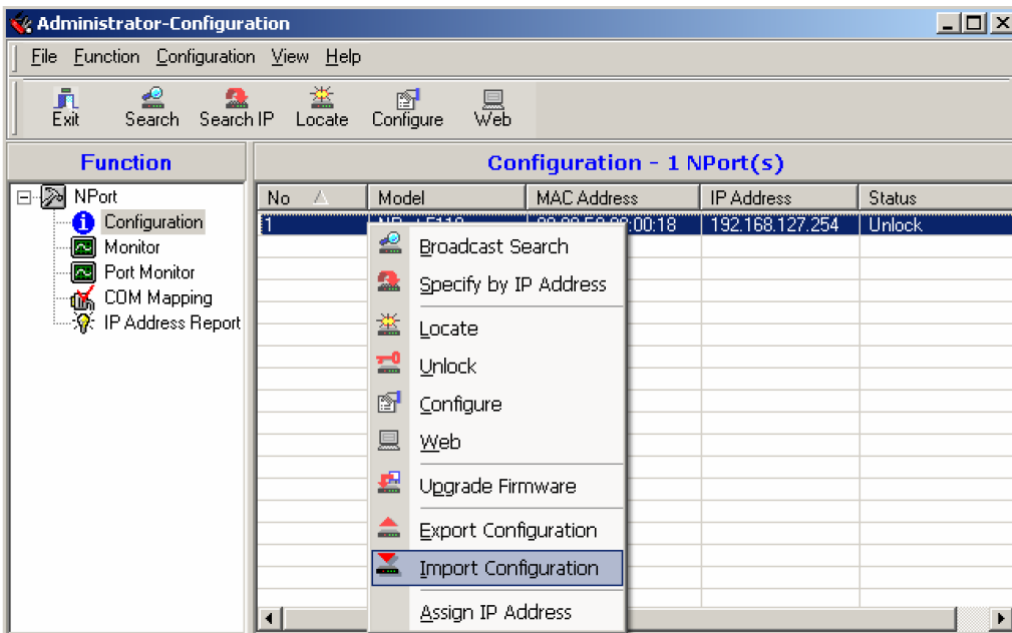 Administrator-Configuration
File Function Configuration View Help
Exit Search Search IP Locate Configure Web
Function
Configuration - 1 NPort(s)
NPort
Configuration
Monitor
Port Monitor
COM Mapping
IP Address Report
No Model MAC Address IP Address Status
1 :00:18 192.168.127.254 Unlock
Broadcast Search
Specify by IP Address
Locate
Unlock
Configure
Web
Upgrade Firmware
Export Configuration
Import Configuration
Assign IP Address